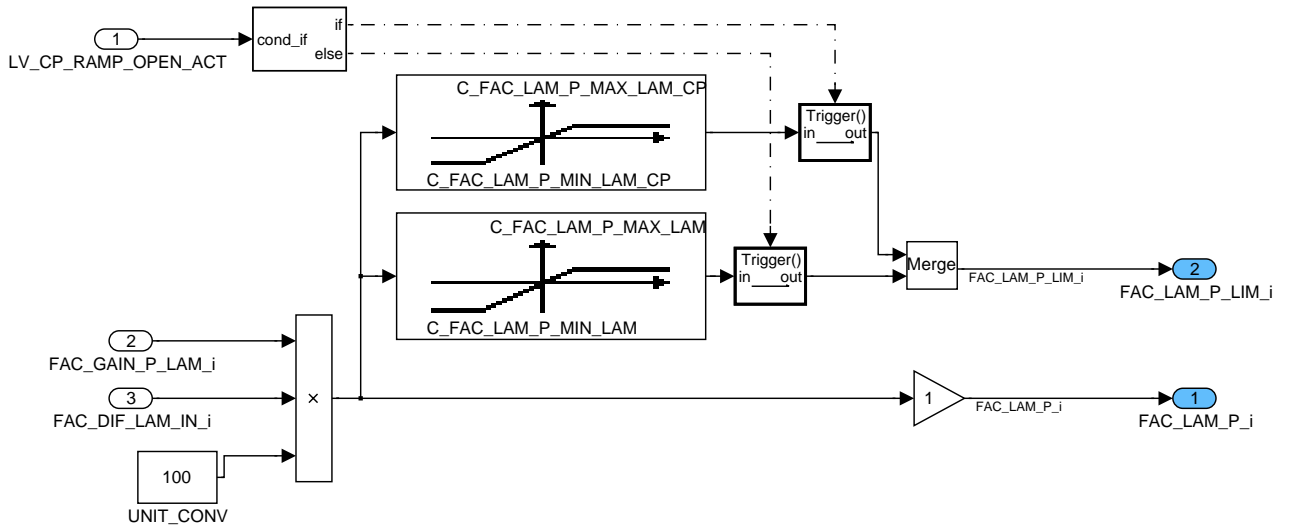 1
LV_CP_RAMP_OPEN_ACT
cond_if
if
else
C_FAC_LAM_P_MAX_LAM_CP
C_FAC_LAM_P_MIN_LAM_CP
Trigger()
in out
C_FAC_LAM_P_MAX_LAM
C_FAC_LAM_P_MIN_LAM
Trigger()
in out
Merge
FAC_LAM_P_LIM_i
2
FAC_LAM_P_LIM_i
2
FAC_GAIN_P_LAM_i
3
FAC_DIF_LAM_IN_i
100
UNIT_CONV
×
1
FAC_LAM_P_i
1
FAC_LAM_P_i